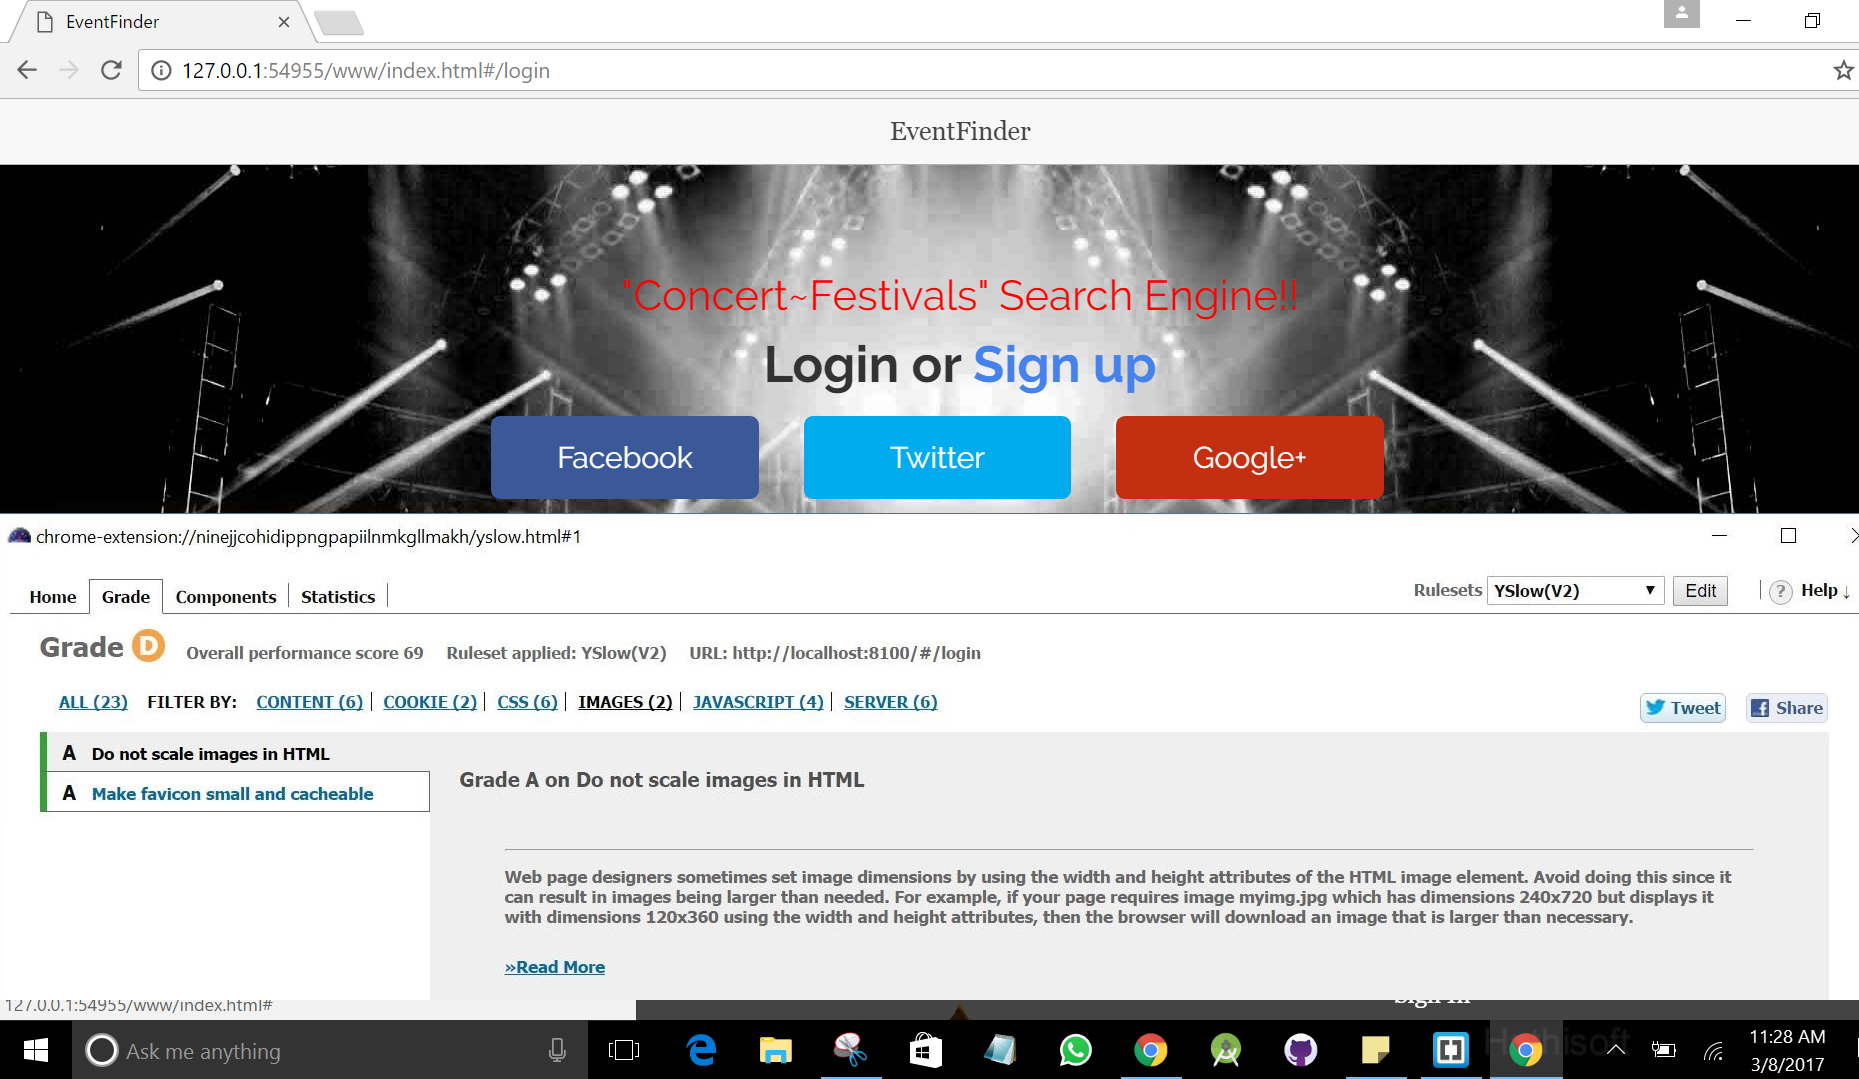 EventFinder
127.0.0.1:54955/www/index.html#/login
EventFinder
"Concert~Festivals" Search Engine!!
Login or Sign up
Facebook Twitter Google+
chrome-extension://ninejjcohidippngpapiilnmkgllmakh/yslow.html#1
Home Grade Components Statistics Rulesets YSlow(V2) Edit ? Help ↓
Grade D Overall performance score 69 Ruleset applied: YSlow(V2) URL: http://localhost:8100/#/login
ALL (23) FILTER BY: CONTENT (6) | COOKIE (2) | CSS (6) | IMAGES (2) | JAVASCRIPT (4) | SERVER (6)
Tweet Share
A Do not scale images in HTML
A Make favicon small and cacheable
Grade A on Do not scale images in HTML
Web page designers sometimes set image dimensions by using the width and height attributes of the HTML image element. Avoid doing this since it
can result in images being larger than needed. For example, if your page requires image myimg.jpg which has dimensions 240x720 but displays it
with dimensions 120x360 using the width and height attributes, then the browser will download an image that is larger than necessary.
»Read More
127.0.0.1:54955/www/index.html#
Sign In
Ask me anything
11:28 AM
3/8/2017